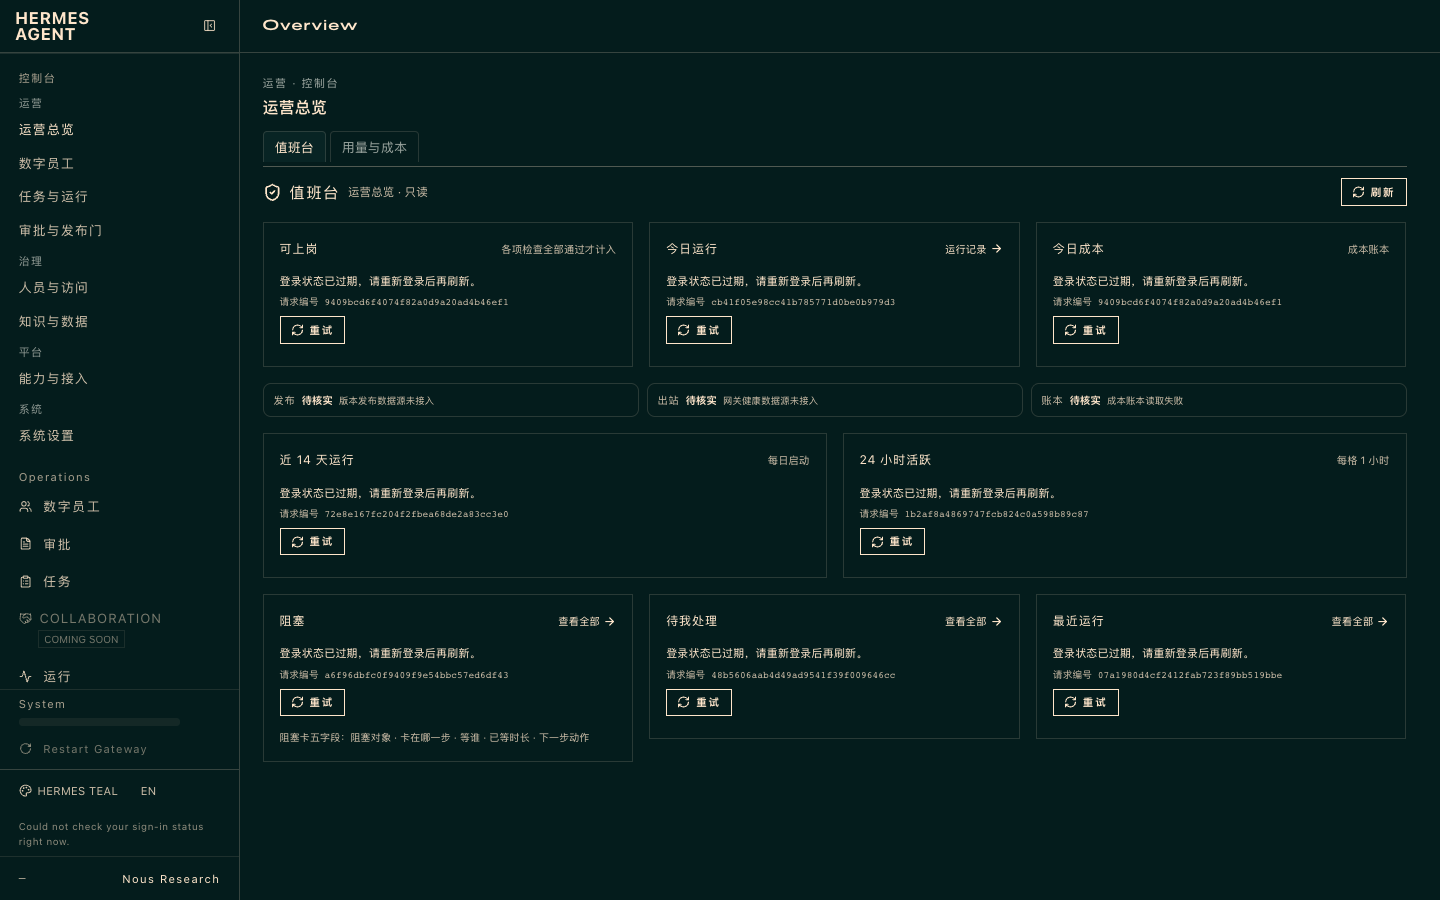 HERMES
AGENT
Overview
控制台
运营
运营总览
数字员工
任务与运行
审批与发布门
治理
人员与访问
知识与数据
平台
能力与接入
系统
系统设置
Operations
数字员工
审批
任务
COLLABORATION
COMING SOON
运行
System
Restart Gateway
HERMES TEAL EN
Could not check your sign-in status
right now.
— Nous Research
运营 · 控制台
运营总览
值班台 用量与成本
值班台 运营总览 · 只读 刷新
可上岗 各项检查全部通过才计入
登录状态已过期，请重新登录后再刷新。
请求编号 9409bcd6f4074f82a0d9a20ad4b46ef1
重试
今日运行 运行记录 →
登录状态已过期，请重新登录后再刷新。
请求编号 cb41f05e98cc41b785771d0be0b979d3
重试
今日成本 成本账本
登录状态已过期，请重新登录后再刷新。
请求编号 9409bcd6f4074f82a0d9a20ad4b46ef1
重试
发布 待核实 版本发布数据源未接入
出站 待核实 网关健康数据源未接入
账本 待核实 成本账本读取失败
近 14 天运行 每日启动
登录状态已过期，请重新登录后再刷新。
请求编号 72e8e167fc204f2fbea68de2a83cc3e0
重试
24 小时活跃 每格 1 小时
登录状态已过期，请重新登录后再刷新。
请求编号 1b2af8a4869747fcb824c0a598b89c87
重试
阻塞 查看全部 →
登录状态已过期，请重新登录后再刷新。
请求编号 a6f96dbfc0f9409f9e54bbc57ed6df43
重试
阻塞卡五字段：阻塞对象 · 卡在哪一步 · 等谁 · 已等时长 · 下一步动作
待我处理 查看全部 →
登录状态已过期，请重新登录后再刷新。
请求编号 48b5606aab4d49ad9541f39f009646cc
重试
最近运行 查看全部 →
登录状态已过期，请重新登录后再刷新。
请求编号 07a1980d4cf2412fab723f89bb519bbe
重试